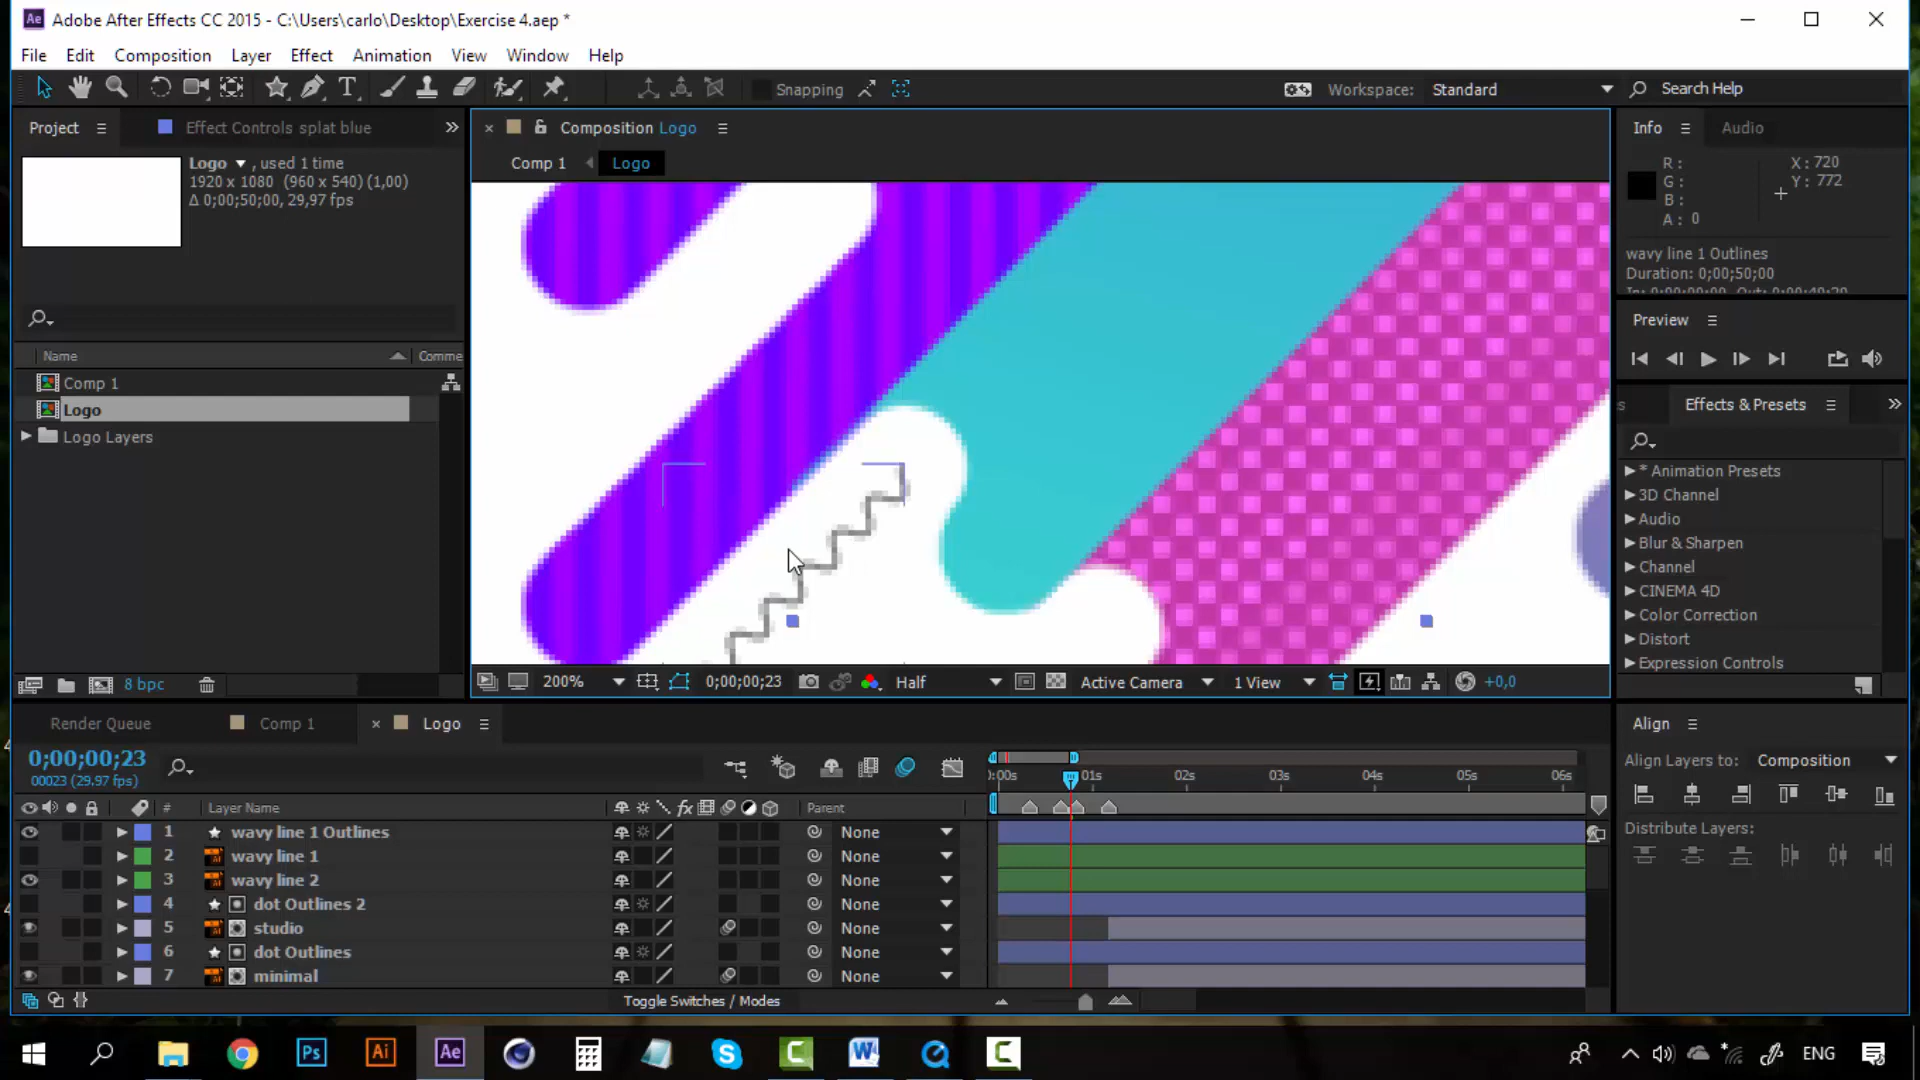 Adobe After Effects CC 2015 - C:\Users\carlo\Desktop\Exercise 4.aep *
File Edit Composition Layer Effect Animation View Window Help
Snapping
Workspace: Standard
Search Help
Project
Effect Controls splat blue
Composition Logo
Info
Audio
Logo , used 1 time
1920 x 1080 (960 x 540) (1,00)
Δ 0;00;50;00, 29,97 fps
Comp 1
Logo
R:
G:
B:
A: 0
X: 720
Y: 772
wavy line 1 Outlines
Duration: 0;00;50;00
Preview
Name
Comme
Comp 1
Logo
Logo Layers
Effects & Presets
* Animation Presets
3D Channel
Audio
Blur & Sharpen
Channel
CINEMA 4D
Color Correction
Distort
Expression Controls
8 bpc
200%
0;00;00;23
Half
Active Camera
1 View
+0,0
Render Queue
Comp 1
Logo
Align
0;00;00;23
00023 (29.97 fps)
:00s 01s 02s 03s 04s 05s 06s
Align Layers to: Composition
# Layer Name
Parent
Distribute Layers:
1 wavy line 1 Outlines None
2 wavy line 1 None
3 wavy line 2 None
4 dot Outlines 2 None
5 studio None
6 dot Outlines None
7 minimal None
Toggle Switches / Modes
Ps
Ai
Ae
ENG